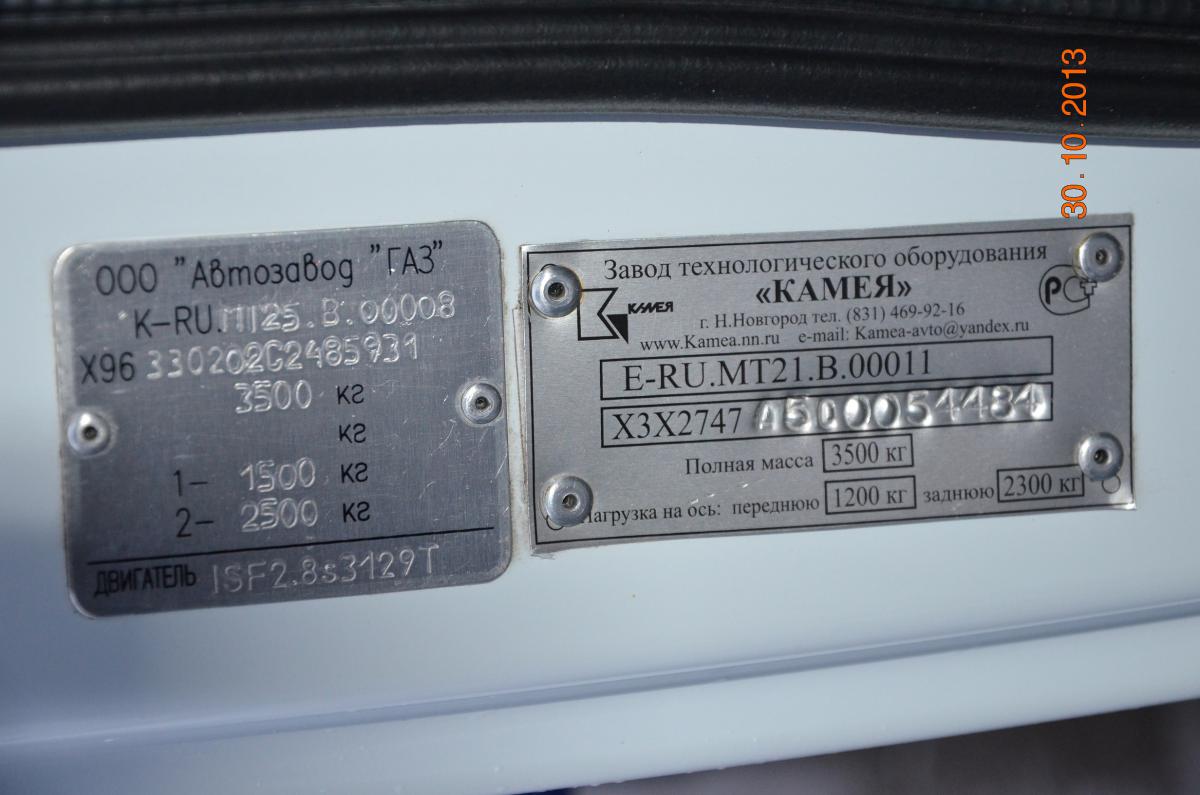 30.10.2013
ООО "Автозавод "ГАЗ"
K-RU.МТ25.В.00008
X96 330202C2485931
3500 кг
кг
1- 1500 кг
2- 2500 кг
ДВИГАТЕЛЬ ISF2.8s3129T
Завод технологического оборудования
КАМЕЯ «КАМЕЯ» РСТ
г. Н.Новгород тел. (831) 469-92-16
www.Kamea.nn.ru e-mail: Kamea-avto@yandex.ru
E-RU.MT21.B.00011
X3X2747
Полная масса 3500 кг
Нагрузка на ось: переднюю 1200 кг заднюю 2300 кг